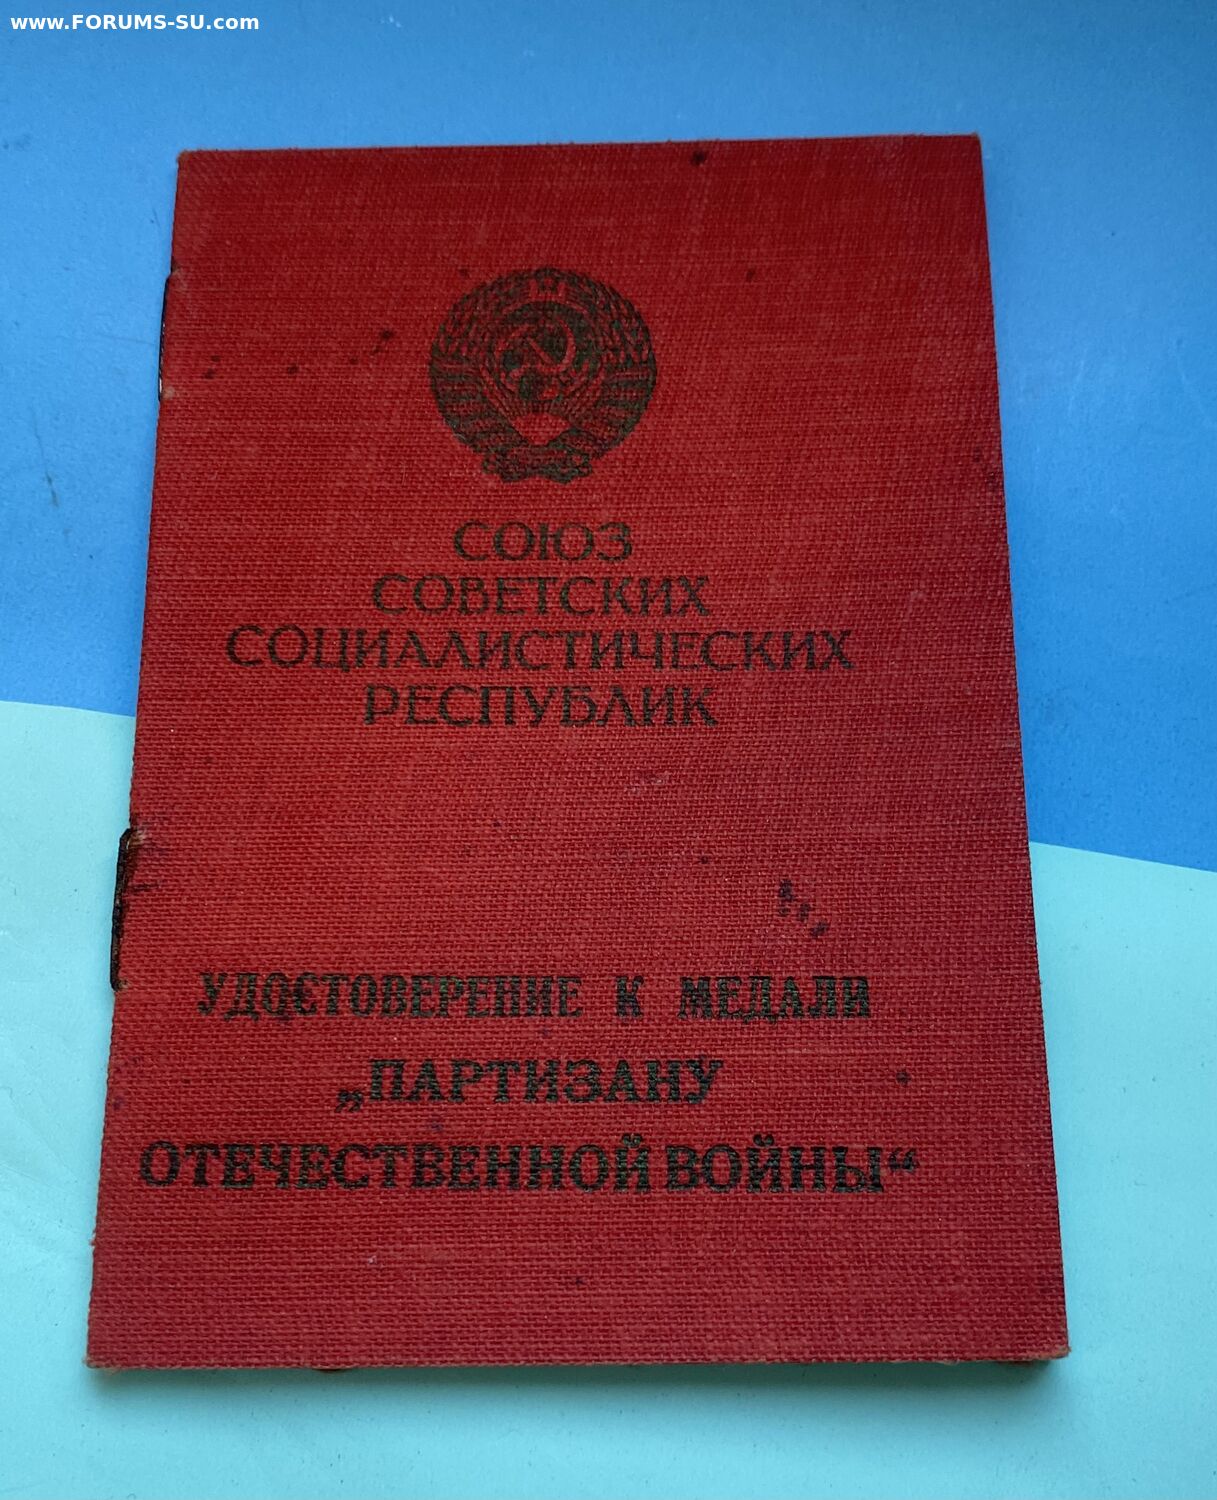 www.FORUMS-SU.com
СОЮЗ
СОВЕТСКИХ
СОЦИАЛИСТИЧЕСКИХ
РЕСПУБЛИК
УДОСТОВЕРЕНИЕ К МЕДАЛИ
„ПАРТИЗАНУ
ОТЕЧЕСТВЕННОЙ ВОЙНЫ“